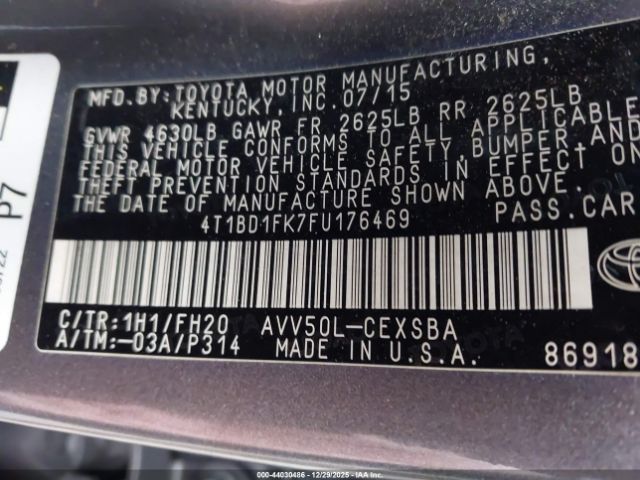 MFD.BY:TOYOTA MOTOR MANUFACTURING,
KENTUCKY, INC.07/15
GVWR 4630LB GAWR FR 2625LB RR 2625LB
THIS VEHICLE CONFORMS TO ALL APPLICABLE
FEDERAL MOTOR VEHICLE SAFETY,BUMPER,AND
THEFT PREVENTION STANDARDS IN EFFECT ON
THE DATE OF MANUFACTURE SHOWN ABOVE.
4T1BD1FK7FU176469 PASS.CAR
C/TR:1H1/FH20 AVV50L-CEXSBA
A/TM:-03A/P314 MADE IN U.S.A. 86918
P7
000-44030486 - 12/29/2025 - IAAC